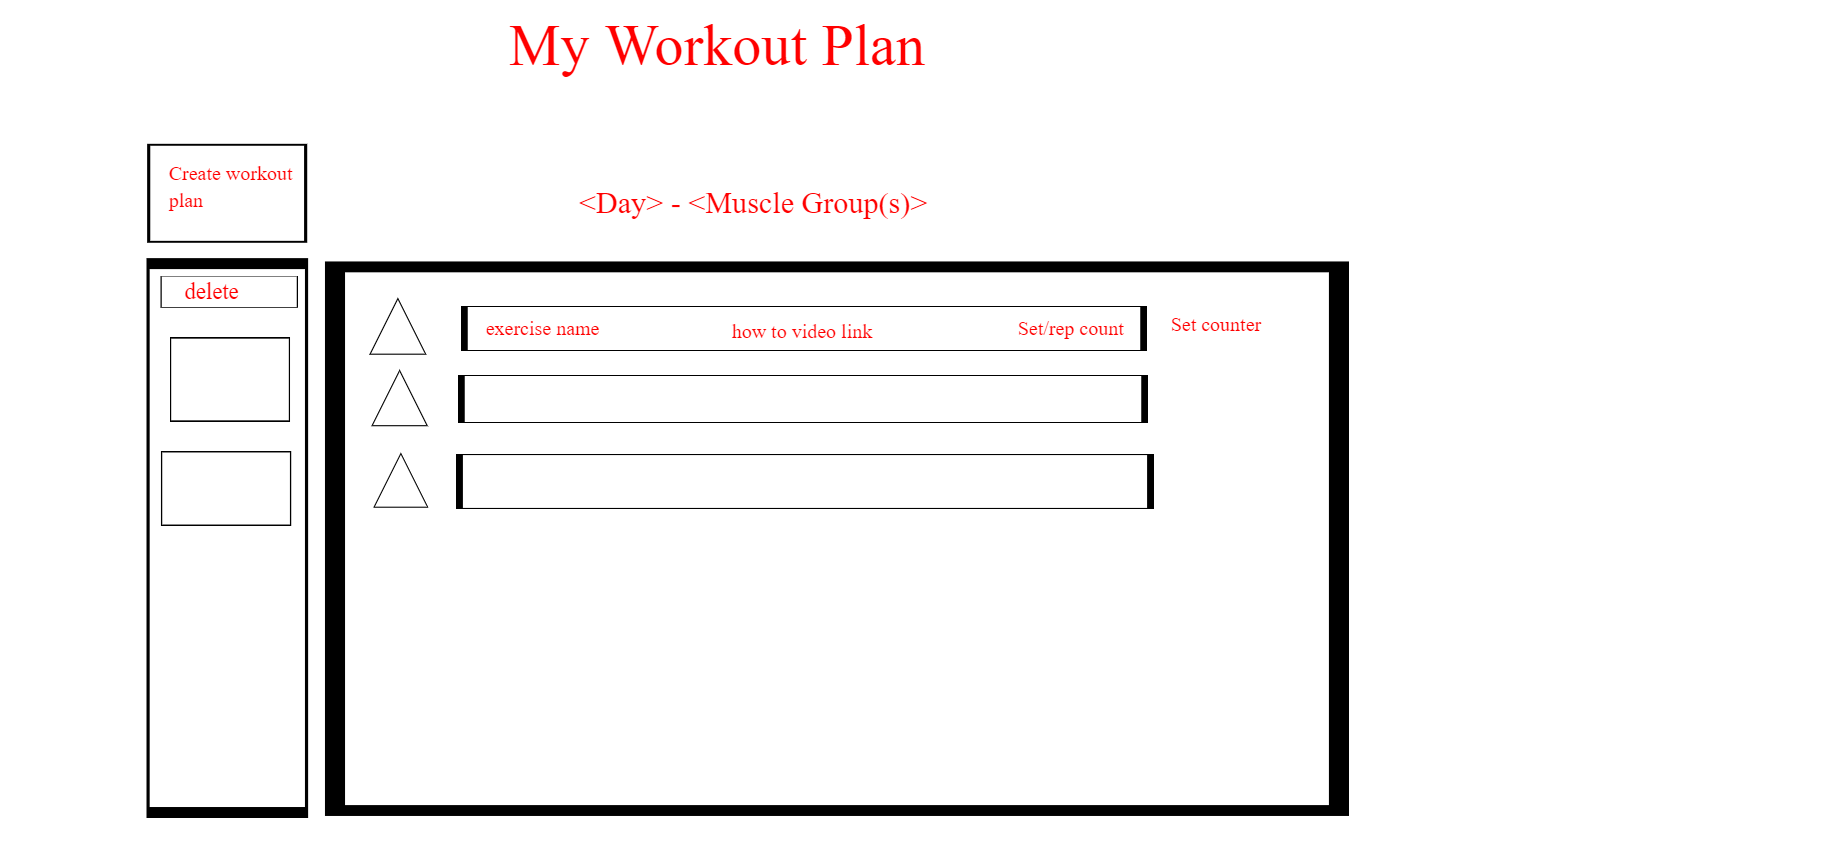 My Workout Plan
Create workout
plan
<Day> - <Muscle Group(s)>
delete
exercise name
how to video link
Set/rep count
Set counter